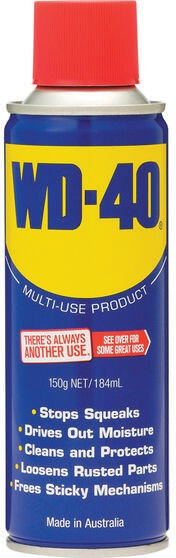 WD-40®
MULTI-USE PRODUCT
THERE'S ALWAYS
ANOTHER USE.
SEE OVER FOR
SOME GREAT USES
150g NET/184mL
• Stops Squeaks
• Drives Out Moisture
• Cleans and Protects
• Loosens Rusted Parts
• Frees Sticky Mechanisms
Made in Australia